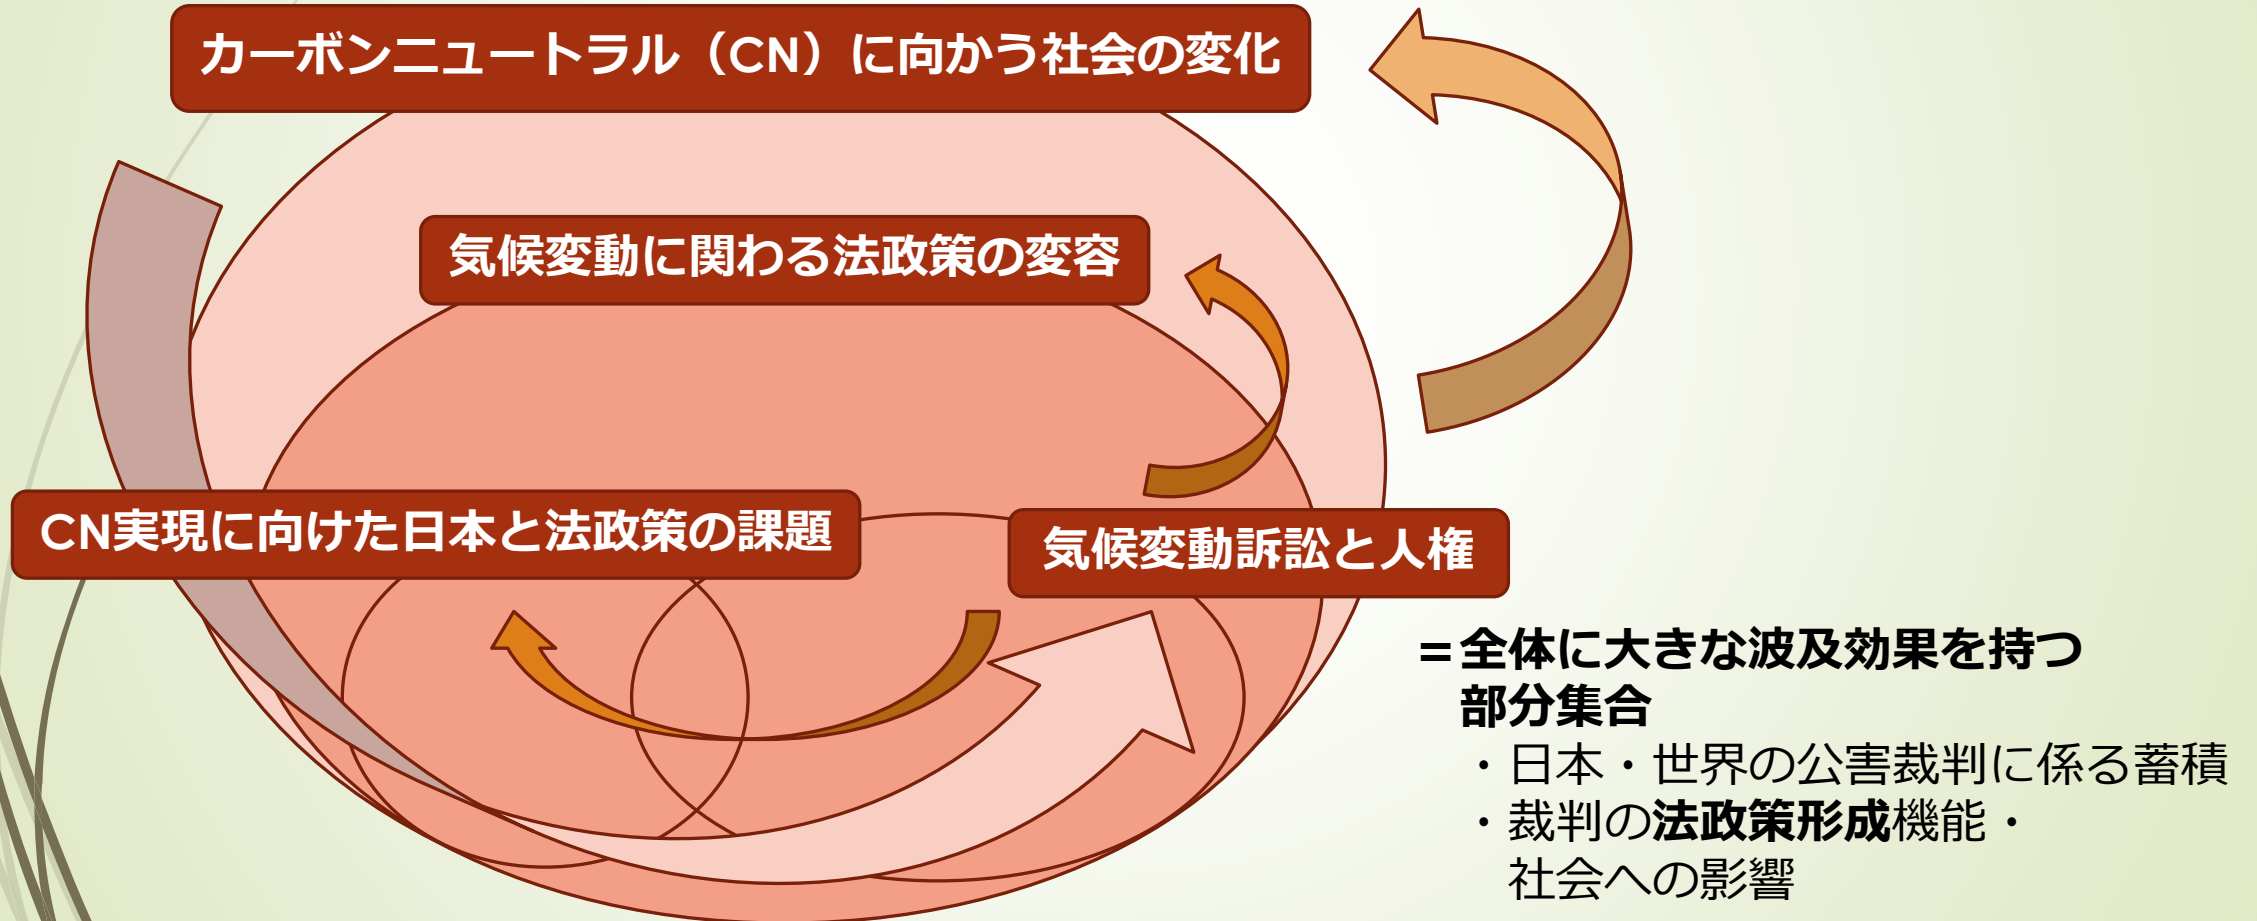 カーボンニュートラル（CN）に向かう社会の変化
気候変動に関わる法政策の変容
CN実現に向けた日本と法政策の課題
気候変動訴訟と人権
＝全体に大きな波及効果を持つ
部分集合
・日本・世界の公害裁判に係る蓄積
・裁判の法政策形成機能・
社会への影響